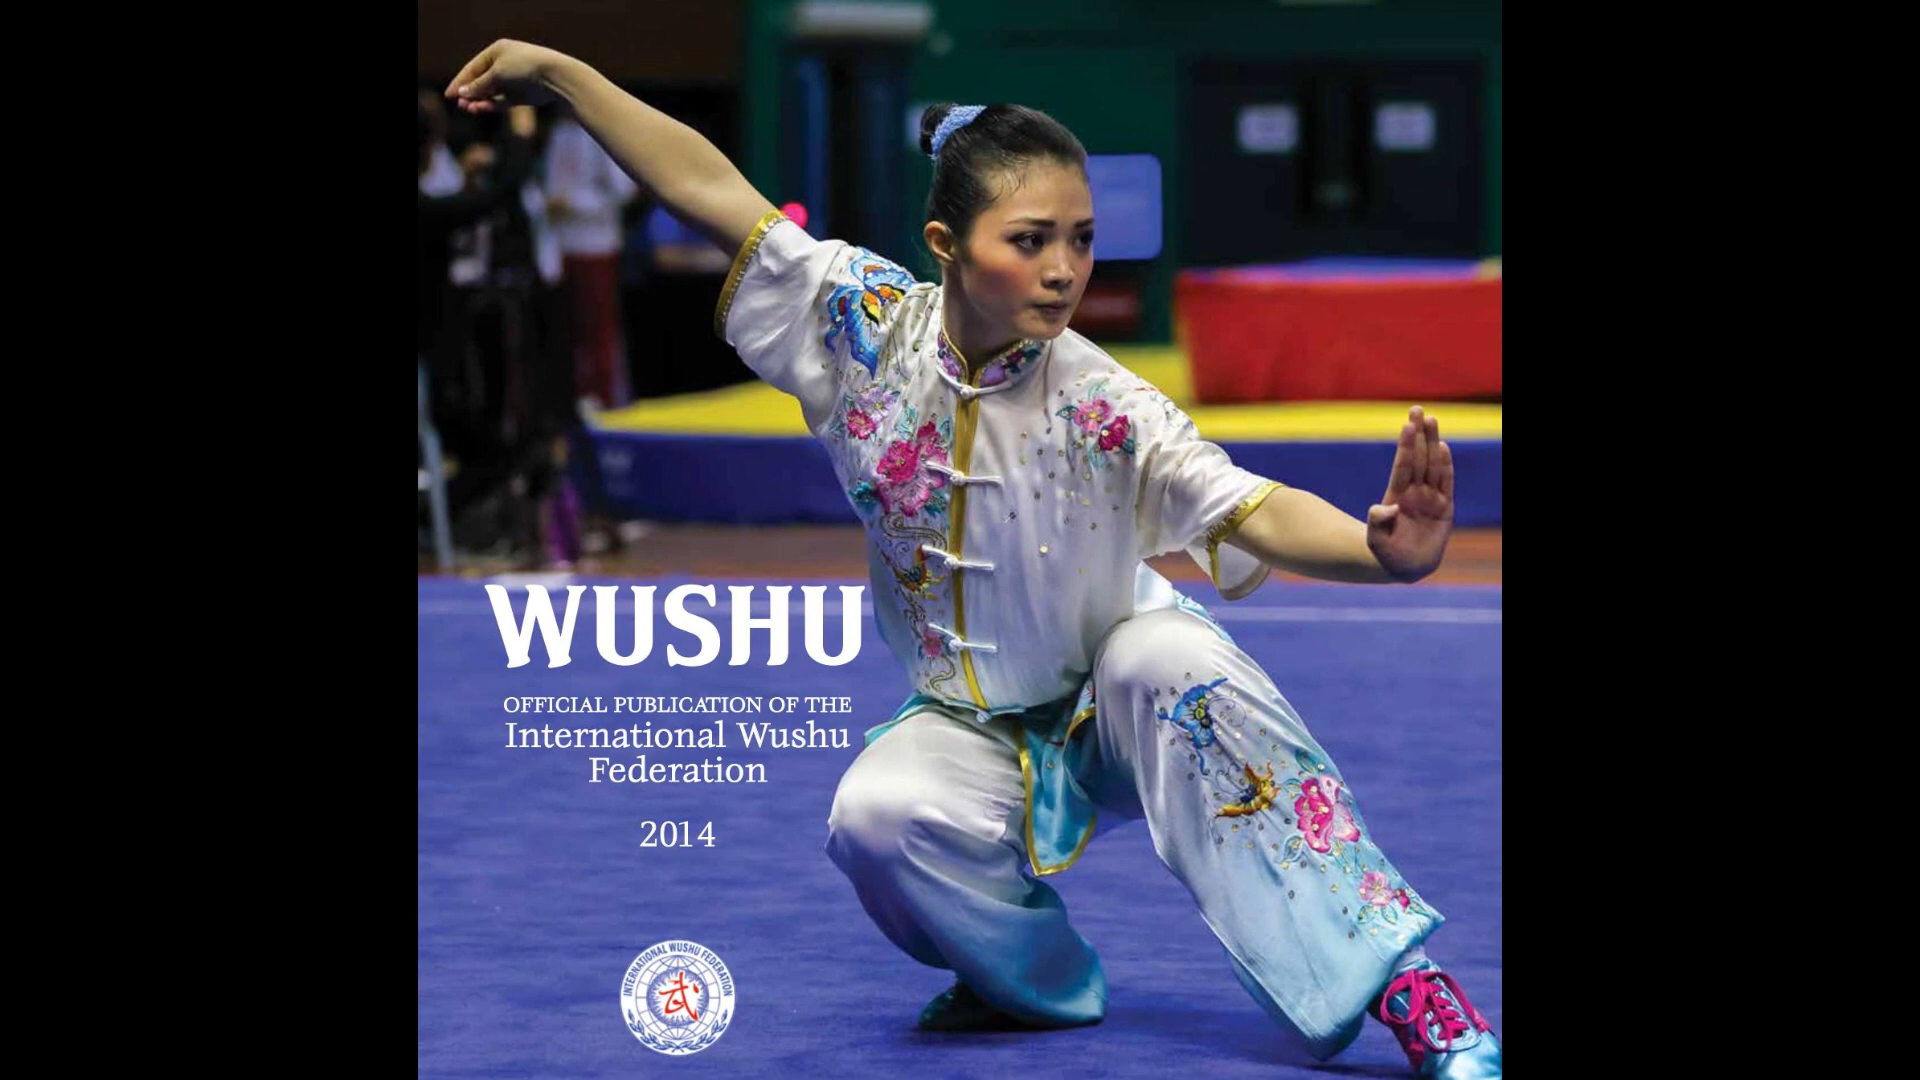 WUSHU
OFFICIAL PUBLICATION OF THE
International Wushu
Federation
2014
INTERNATIONAL WUSHU FEDERATION
武